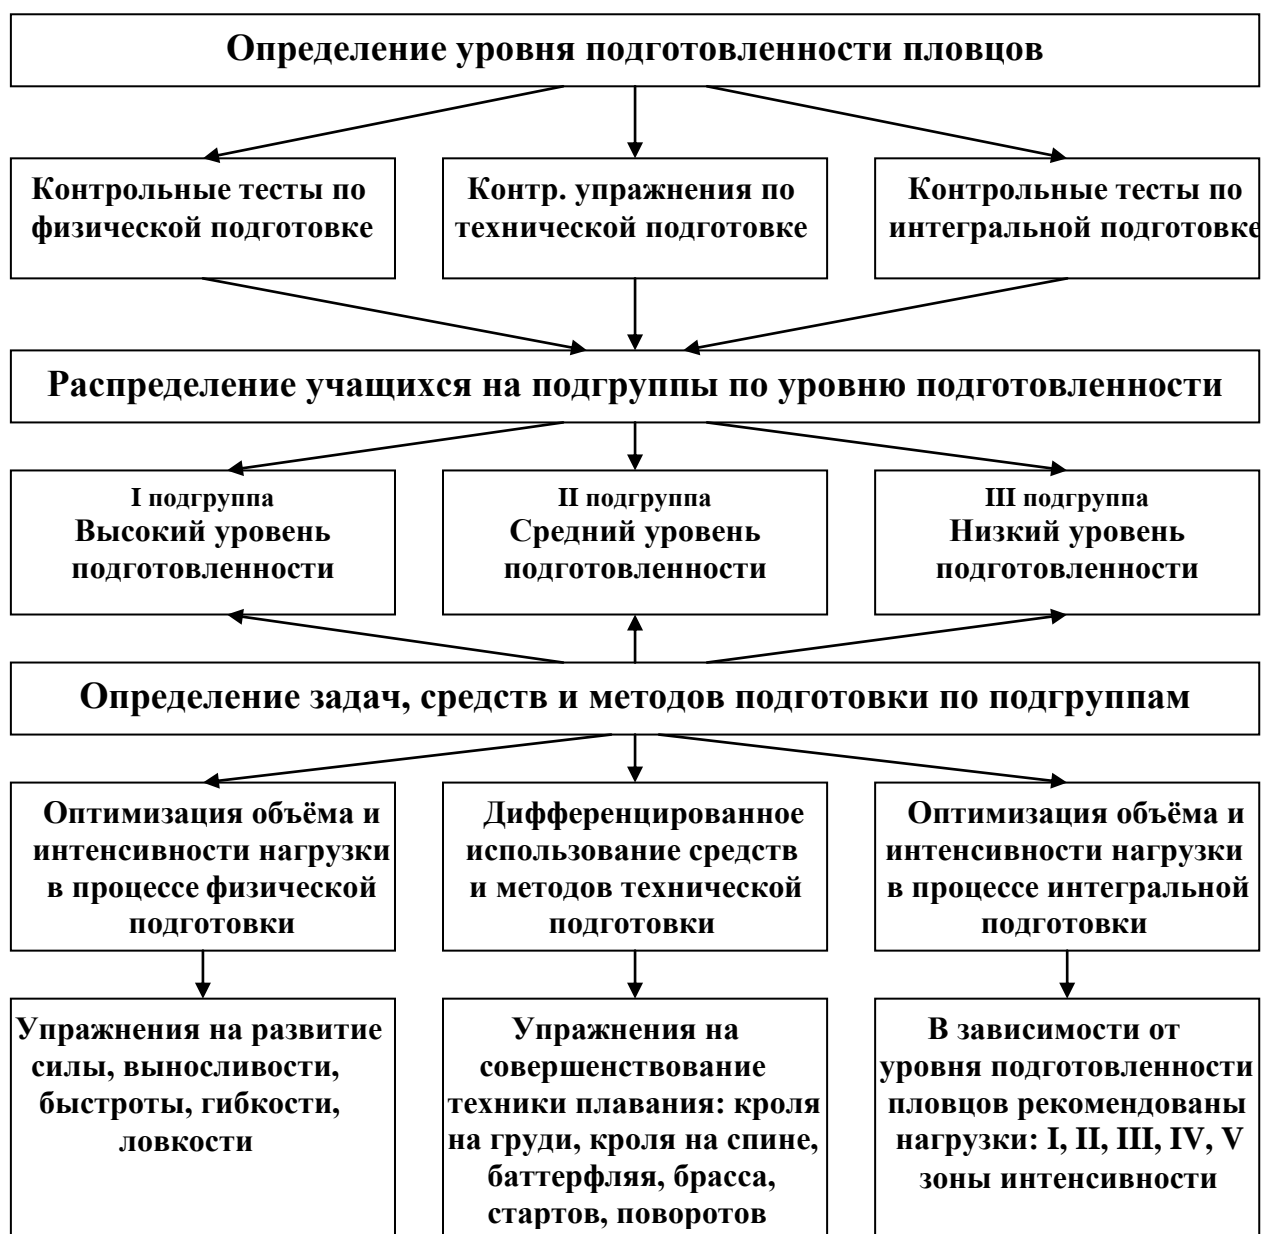 Определение уровня подготовленности пловцов
Контрольные тесты по
физической подготовке
Контр. упражнения по
технической подготовке
Контрольные тесты по
интегральной подготовке
Распределение учащихся на подгруппы по уровню подготовленности
I подгруппа
Высокий уровень
подготовленности
II подгруппа
Средний уровень
подготовленности
III подгруппа
Низкий уровень
подготовленности
Определение задач, средств и методов подготовки по подгруппам
Оптимизация объёма и
интенсивности нагрузки
в процессе физической
подготовки
Дифференцированное
использование средств
и методов технической
подготовки
Оптимизация объёма и
интенсивности нагрузки
в процессе интегральной
подготовки
Упражнения на развитие
силы, выносливости,
быстроты, гибкости,
ловкости
Упражнения на
совершенствование
техники плавания: кроля
на груди, кроля на спине,
баттерфляя, брасса,
стартов, поворотов
В зависимости от
уровня подготовленности
пловцов рекомендованы
нагрузки: I, II, III, IV, V
зоны интенсивности